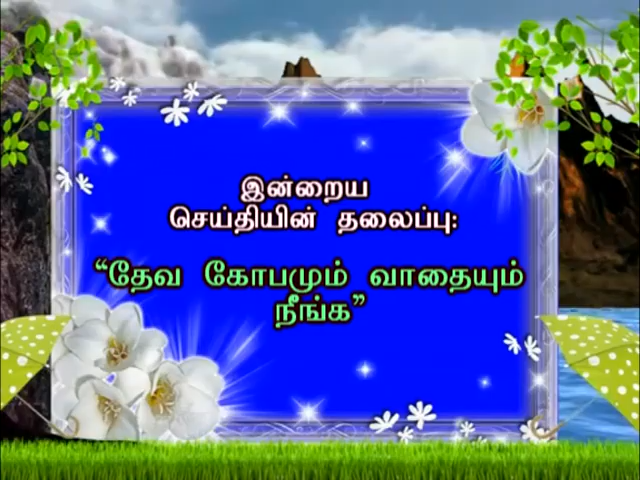 இன்றைய
செய்தியின் தலைப்பு:
“தேவ கோபமும் வாதையும்
நீங்க”